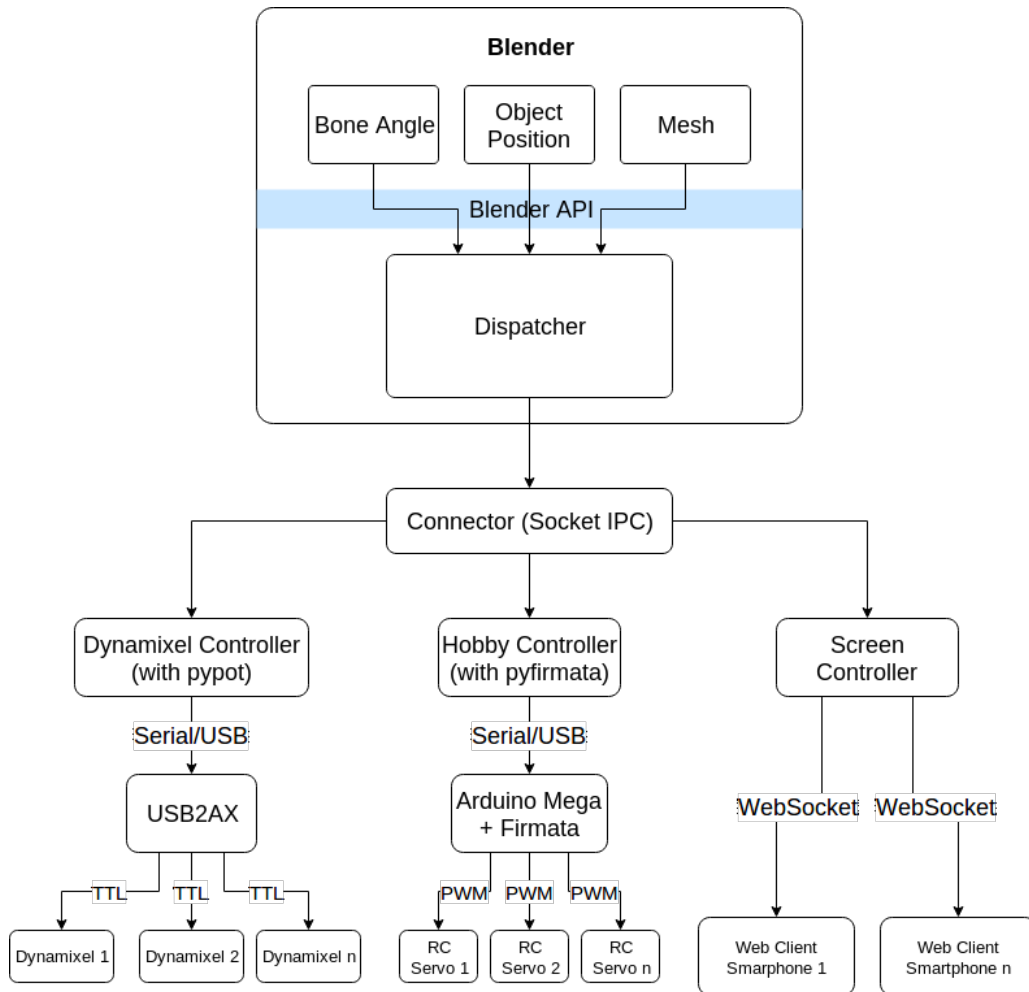 Blender
Bone Angle
Object
Position
Mesh
Blender API
Dispatcher
Connector (Socket IPC)
Dynamixel Controller
(with pypot)
Hobby Controller
(with pyfirmata)
Screen
Controller
Serial/USB
Serial/USB
USB2AX
Arduino Mega
+ Firmata
WebSocket
WebSocket
TTL
TTL
TTL
PWM
PWM
PWM
Dynamixel 1
Dynamixel 2
Dynamixel n
RC
Servo 1
RC
Servo 2
RC
Servo n
Web Client
Smarphone 1
Web Client
Smartphone n